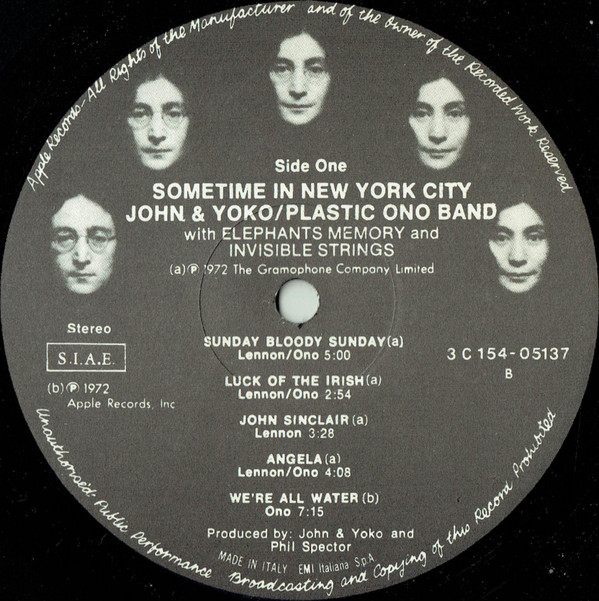 Apple Records-All Rights of the Manufacturer and of the Owner of the Recorded Work Reserved
Side One
SOMETIME IN NEW YORK CITY
JOHN & YOKO/PLASTIC ONO BAND
with ELEPHANTS MEMORY and
INVISIBLE STRINGS
(a)℗ 1972 The Gramophone Company Limited
Stereo
S.I.A.E.
(b)℗ 1972
Apple Records, Inc
3C 154-05137
B
SUNDAY BLOODY SUNDAY(a)
Lennon/Ono 5:00
LUCK OF THE IRISH(a)
Lennon/Ono 2:54
JOHN SINCLAIR(a)
Lennon 3:28
ANGELA(a)
Lennon/Ono 4:08
WE'RE ALL WATER(b)
Ono 7:15
Produced by: John & Yoko and
Phil Spector
MADE IN ITALY EMI Italiana S.p.A.
Unauthorised Public Performance Broadcasting and Copying of this Record Prohibited